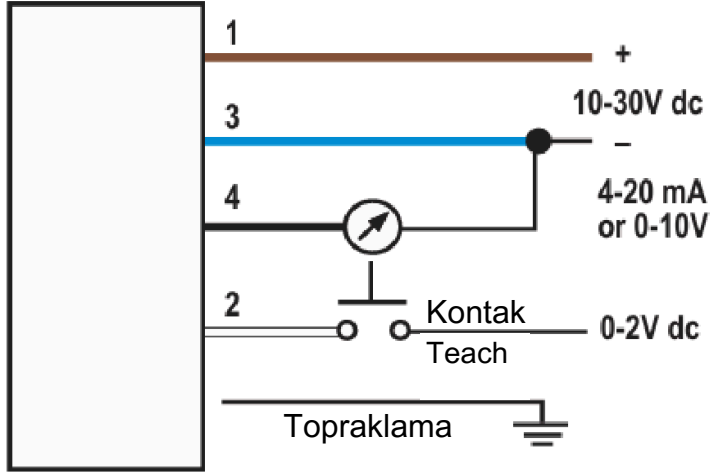 1
+
10-30V dc
3
–
4
4-20 mA
or 0-10V
2
Kontak
0-2V dc
Teach
Topraklama